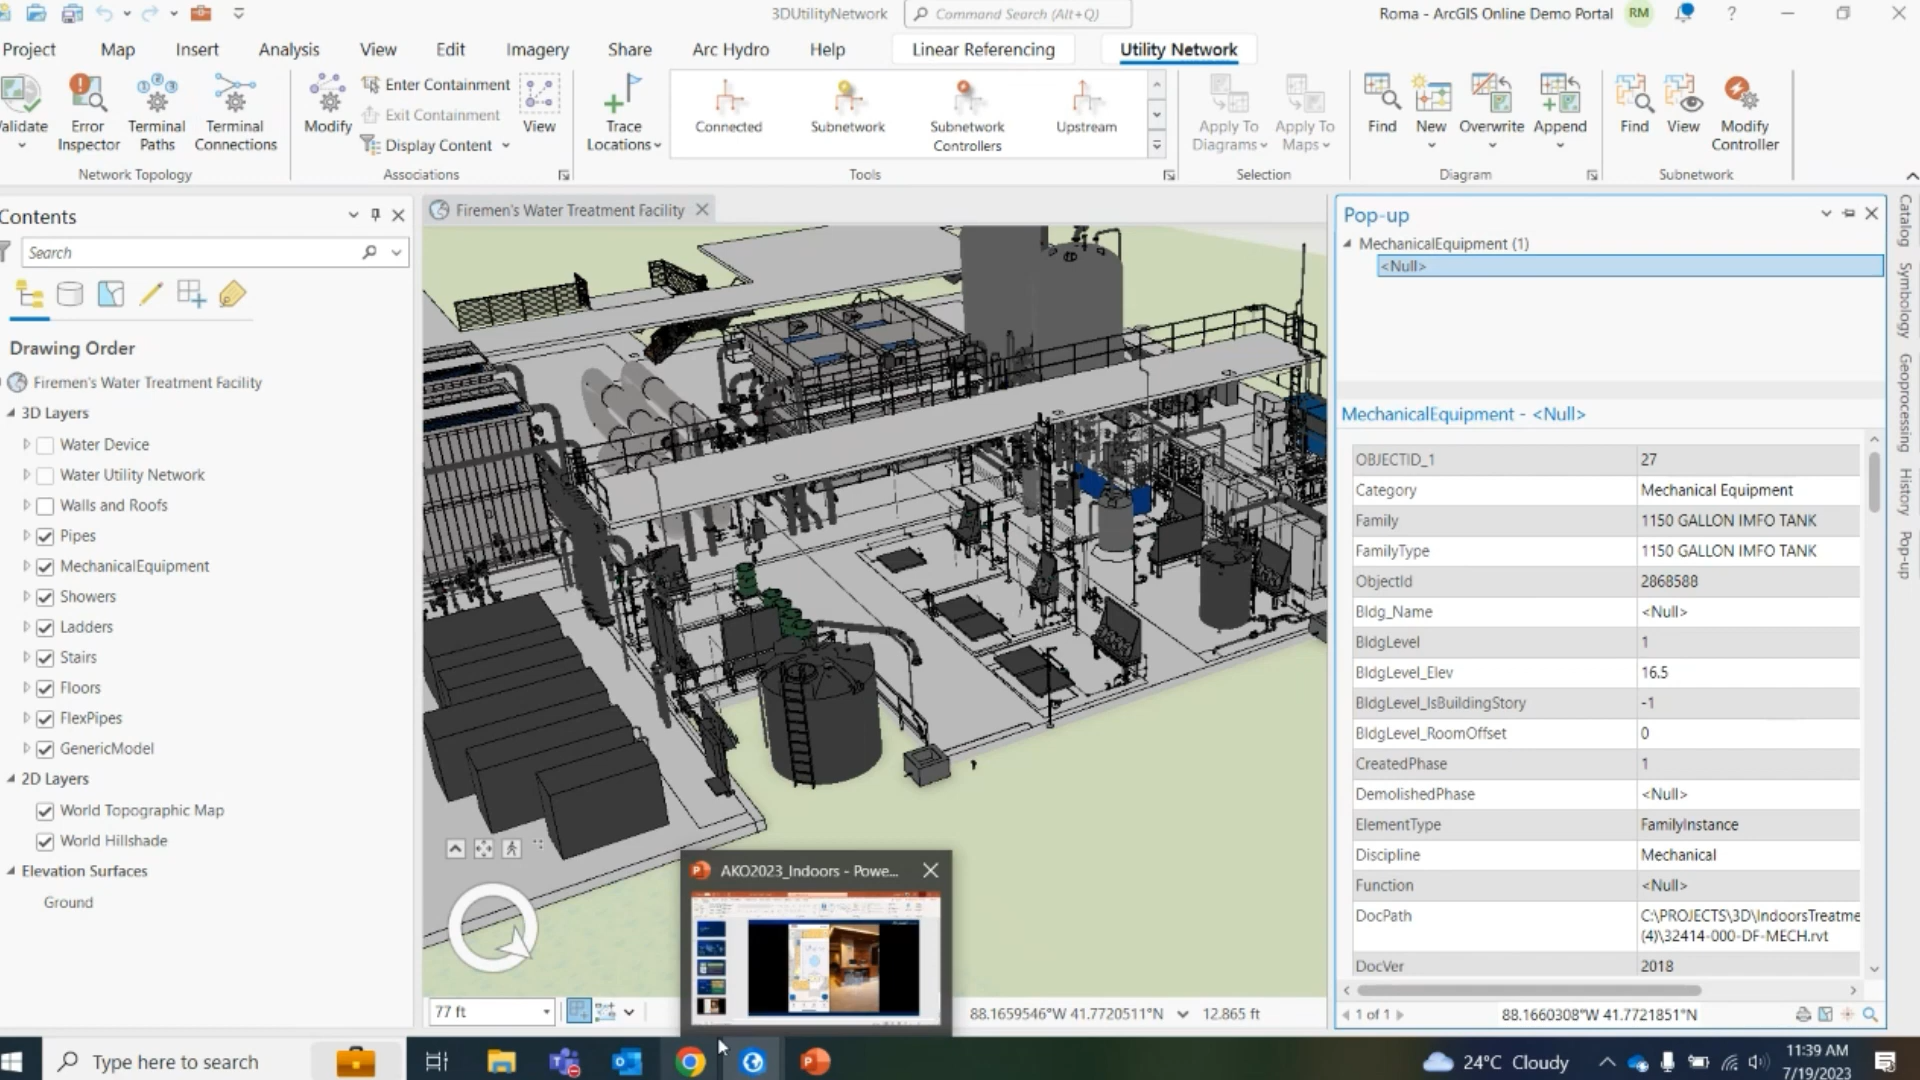 3DUtilityNetwork
Command Search (Alt+Q)
Roma - ArcGIS Online Demo Portal
RM
?
Project
Map
Insert
Analysis
View
Edit
Imagery
Share
Arc Hydro
Help
Linear Referencing
Utility Network
alidate
Error
Inspector
Terminal
Paths
Terminal
Connections
Network Topology
Modify
Enter Containment
Exit Containment
Display Content
View
Associations
Trace
Locations
Connected
Subnetwork
Subnetwork
Controllers
Upstream
Tools
Apply To
Diagrams
Apply To
Maps
Selection
Find
New
Overwrite
Append
Diagram
Find
View
Modify
Controller
Subnetwork
Contents
Search
Drawing Order
Firemen's Water Treatment Facility
3D Layers
Water Device
Water Utility Network
Walls and Roofs
Pipes
MechanicalEquipment
Showers
Ladders
Stairs
Floors
FlexPipes
GenericModel
2D Layers
World Topographic Map
World Hillshade
Elevation Surfaces
Ground
Firemen's Water Treatment Facility
77 ft
88.1659546°W 41.7720511°N
12.865 ft
AKO2023_Indoors - Powe...
Pop-up
MechanicalEquipment (1)
<Null>
MechanicalEquipment - <Null>
OBJECTID_1 27
Category Mechanical Equipment
Family 1150 GALLON IMFO TANK
FamilyType 1150 GALLON IMFO TANK
ObjectId 2868588
Bldg_Name <Null>
BldgLevel 1
BldgLevel_Elev 16.5
BldgLevel_IsBuildingStory -1
BldgLevel_RoomOffset 0
CreatedPhase 1
DemolishedPhase <Null>
ElementType FamilyInstance
Discipline Mechanical
Function <Null>
DocPath C:\PROJECTS\3D\IndoorsTreatme
(4)\32414-000-DF-MECH.rvt
DocVer 2018
1 of 1
88.1660308°W 41.7721851°N
Catalog
Symbology
Geoprocessing
History
Pop-up
Type here to search
24°C Cloudy
11:39 AM
7/19/2023